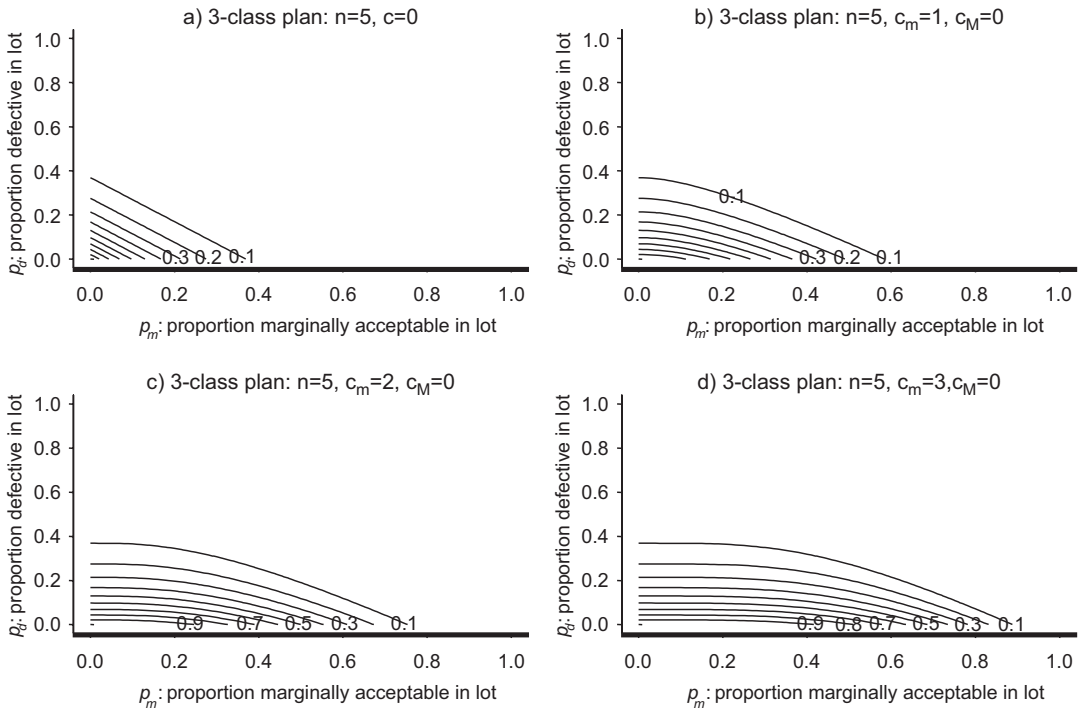 a) 3-class plan: n=5, c=0
p_d: proportion defective in lot
1.0
0.8
0.6
0.4
0.2
0.0
0.3 0.2 0.1
0.0 0.2 0.4 0.6 0.8 1.0
p_m: proportion marginally acceptable in lot
b) 3-class plan: n=5, c_m=1, c_M=0
p_d: proportion defective in lot
1.0
0.8
0.6
0.4
0.2
0.0
0.1
0.3 0.2 0.1
0.0 0.2 0.4 0.6 0.8 1.0
p_m: proportion marginally acceptable in lot
c) 3-class plan: n=5, c_m=2, c_M=0
p_d: proportion defective in lot
1.0
0.8
0.6
0.4
0.2
0.0
0.9 0.7 0.5 0.3 0.1
0.0 0.2 0.4 0.6 0.8 1.0
p_m: proportion marginally acceptable in lot
d) 3-class plan: n=5, c_m=3,c_M=0
p_d: proportion defective in lot
1.0
0.8
0.6
0.4
0.2
0.0
0.9 0.8 0.7 0.5 0.3 0.1
0.0 0.2 0.4 0.6 0.8 1.0
p_m: proportion marginally acceptable in lot